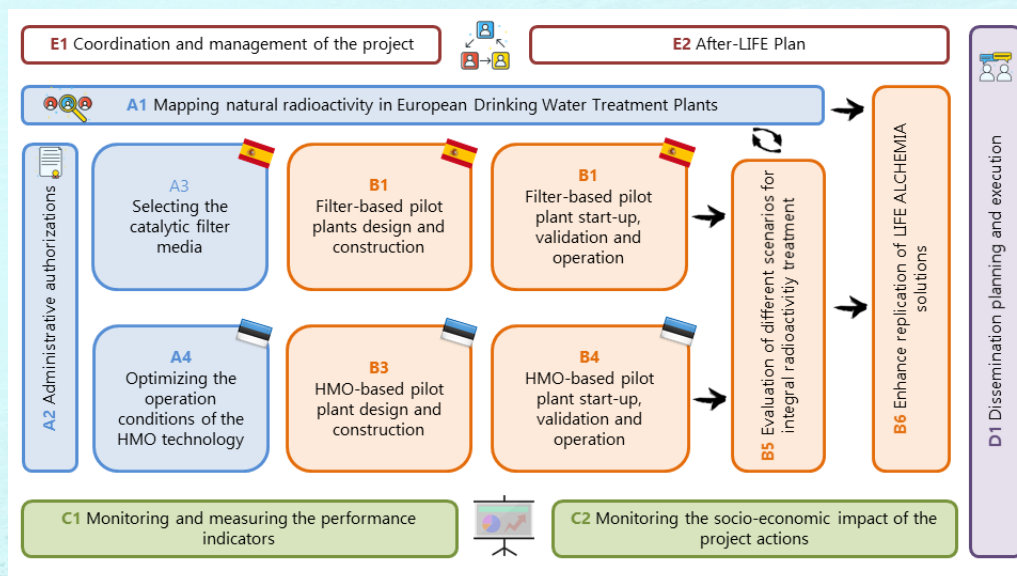 E1 Coordination and management of the project
E2 After-LIFE Plan
A1 Mapping natural radioactivity in European Drinking Water Treatment Plants
A2 Administrative authorizations
A3
Selecting the
catalytic filter
media
B1
Filter-based pilot
plants design and
construction
B1
Filter-based pilot
plant start-up,
validation and
operation
A4
Optimizing the
operation
conditions of the
HMO technology
B3
HMO-based pilot
plant design and
construction
B4
HMO-based pilot
plant start-up,
validation and
operation
B5 Evaluation of different scenarios for
integral radioactivitiy treatment
B6 Enhance replication of LIFE ALCHEMIA
solutions
D1 Dissemination planning and execution
C1 Monitoring and measuring the performance
indicators
C2 Monitoring the socio-economic impact of the
project actions